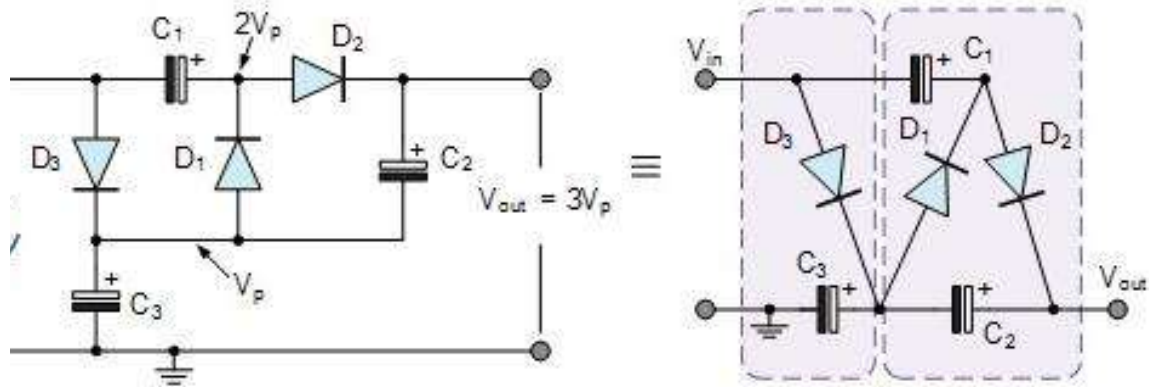 C₁
+
2Vₚ
D₂
D₃
D₁
+
C₂
Vₒᵤₜ = 3Vₚ
Vₚ
+
C₃
≡
Vᵢₙ
+
C₁
D₃
D₁
D₂
C₃
+
+
C₂
Vₒᵤₜ